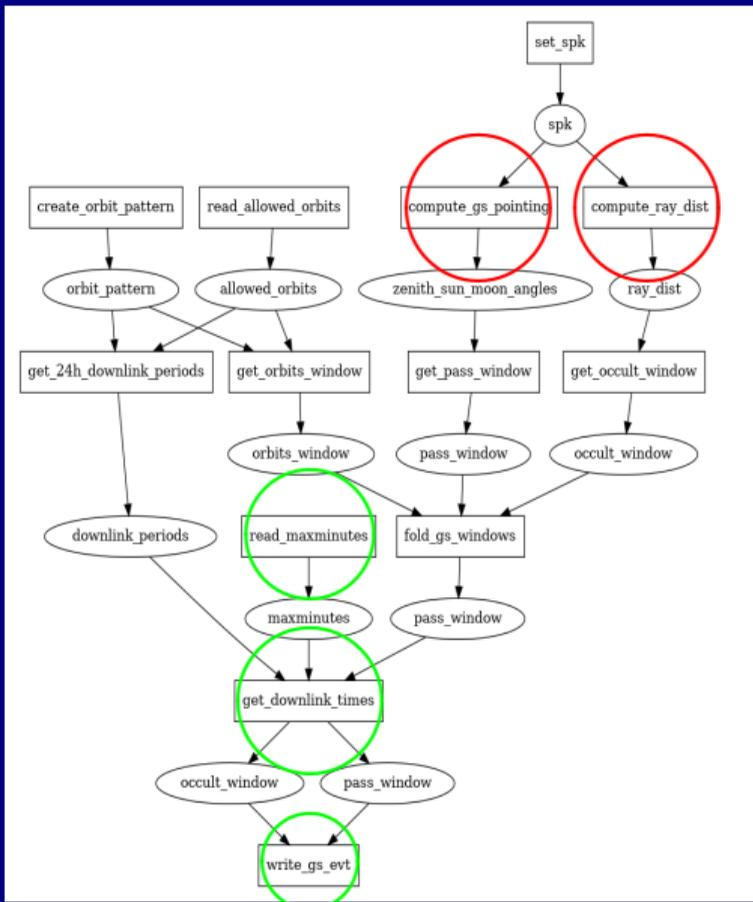 set_spk
spk
create_orbit_pattern
read_allowed_orbits
compute_gs_pointing
compute_ray_dist
orbit_pattern
allowed_orbits
zenith_sun_moon_angles
ray_dist
get_24h_downlink_periods
get_orbits_window
get_pass_window
get_occult_window
orbits_window
pass_window
occult_window
downlink_periods
read_maxminutes
fold_gs_windows
maxminutes
pass_window
get_downlink_times
occult_window
pass_window
write_gs_evt